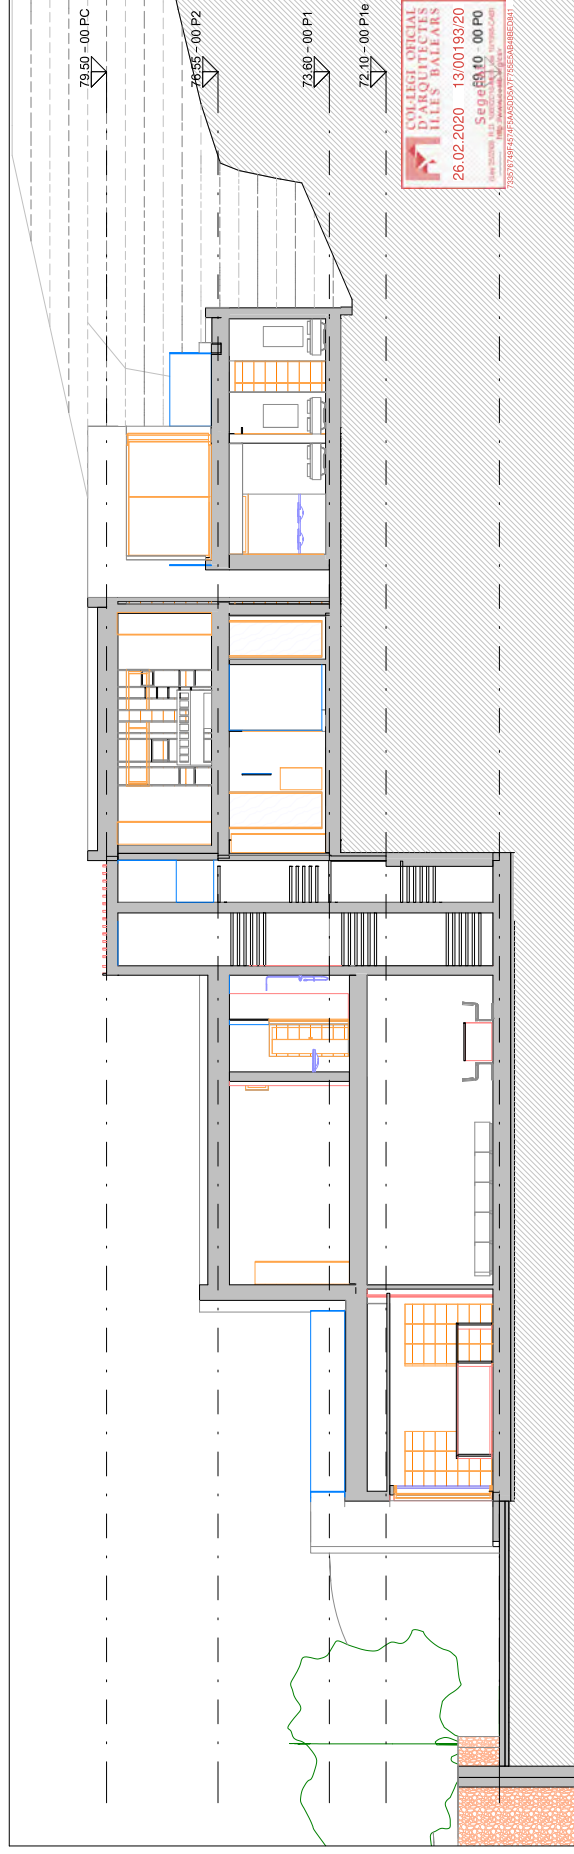 79.50 - 00 PC
76.55 - 00 P2
73.60 - 00 P1
72.10 - 00 P1e
69.10 - 00 P0
COL·LEGI OFICIAL
D'ARQUITECTES
ILLES BALEARS
26.02.2020 13/00193/20
Segellat